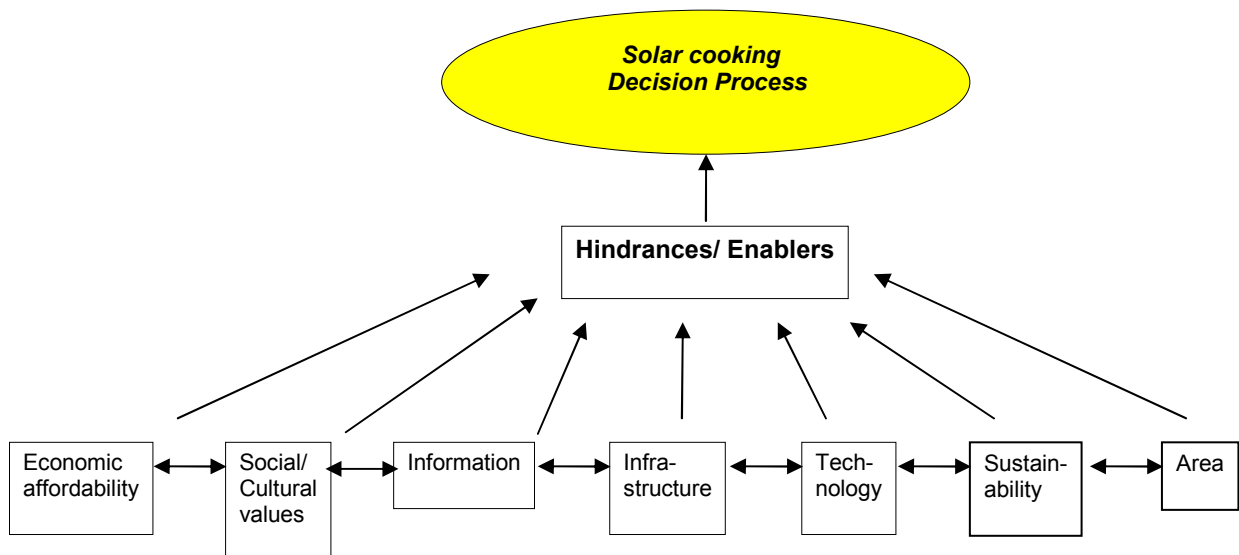 Solar cooking
Decision Process
Hindrances/ Enablers
Economic
affordability
Social/
Cultural
values
Information
Infra-
structure
Tech-
nology
Sustain-
ability
Area